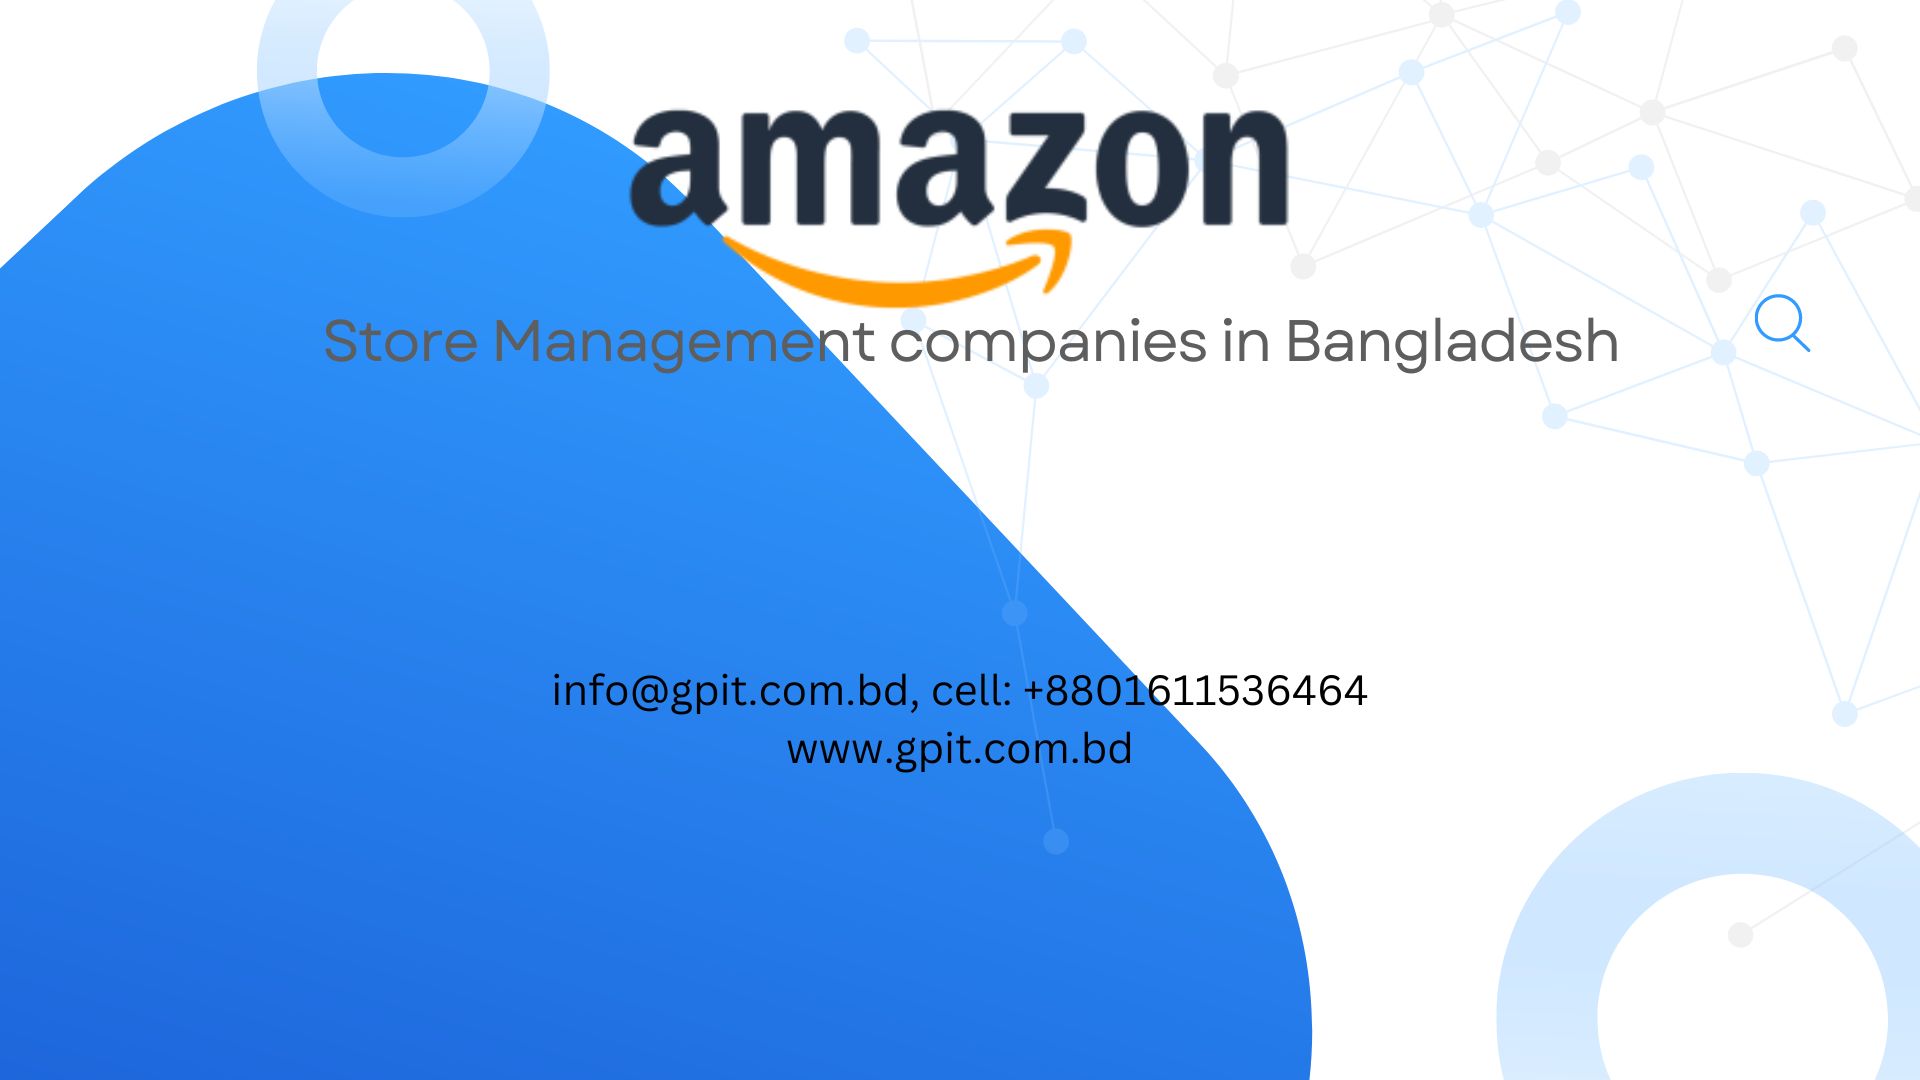 amazon
Store Management companies in Bangladesh
info@gpit.com.bd, cell: +8801611536464
www.gpit.com.bd